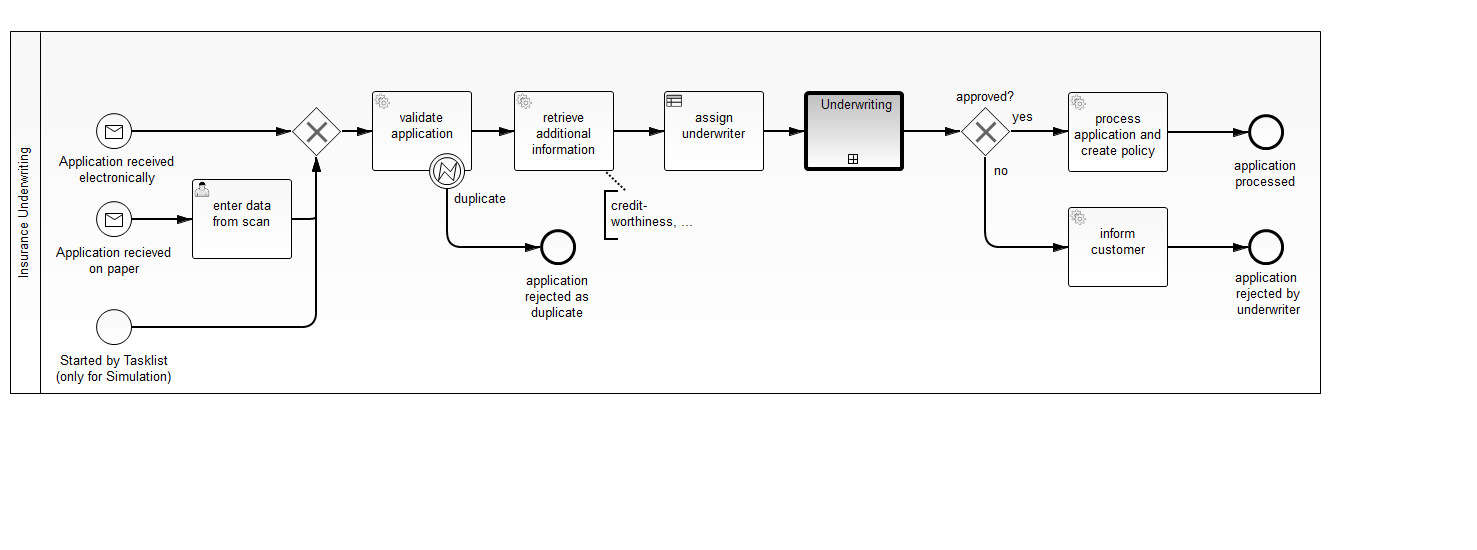 Insurance Underwriting
Application received
electronically
Application recieved
on paper
enter data
from scan
Started by Tasklist
(only for Simulation)
validate
application
duplicate
application
rejected as
duplicate
retrieve
additional
information
credit-
worthiness, ...
assign
underwriter
Underwriting
approved?
yes
no
process
application and
create policy
application
processed
inform
customer
application
rejected by
underwriter